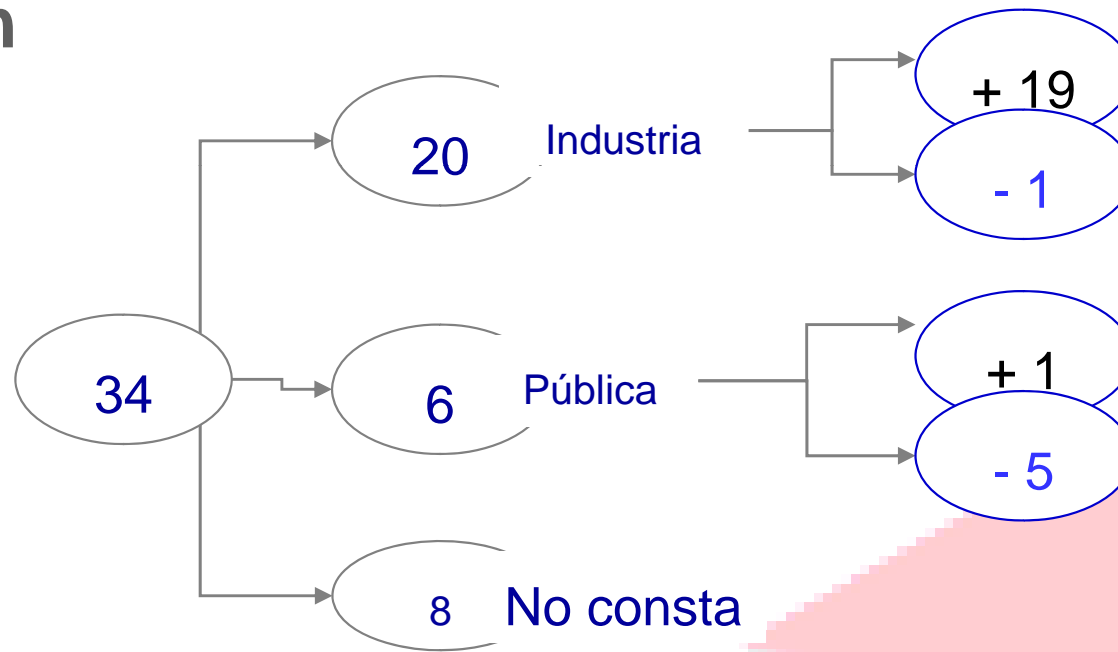 n
+ 19
20 Industria
- 1
+ 1
34 6 Pública
- 5
8 No consta